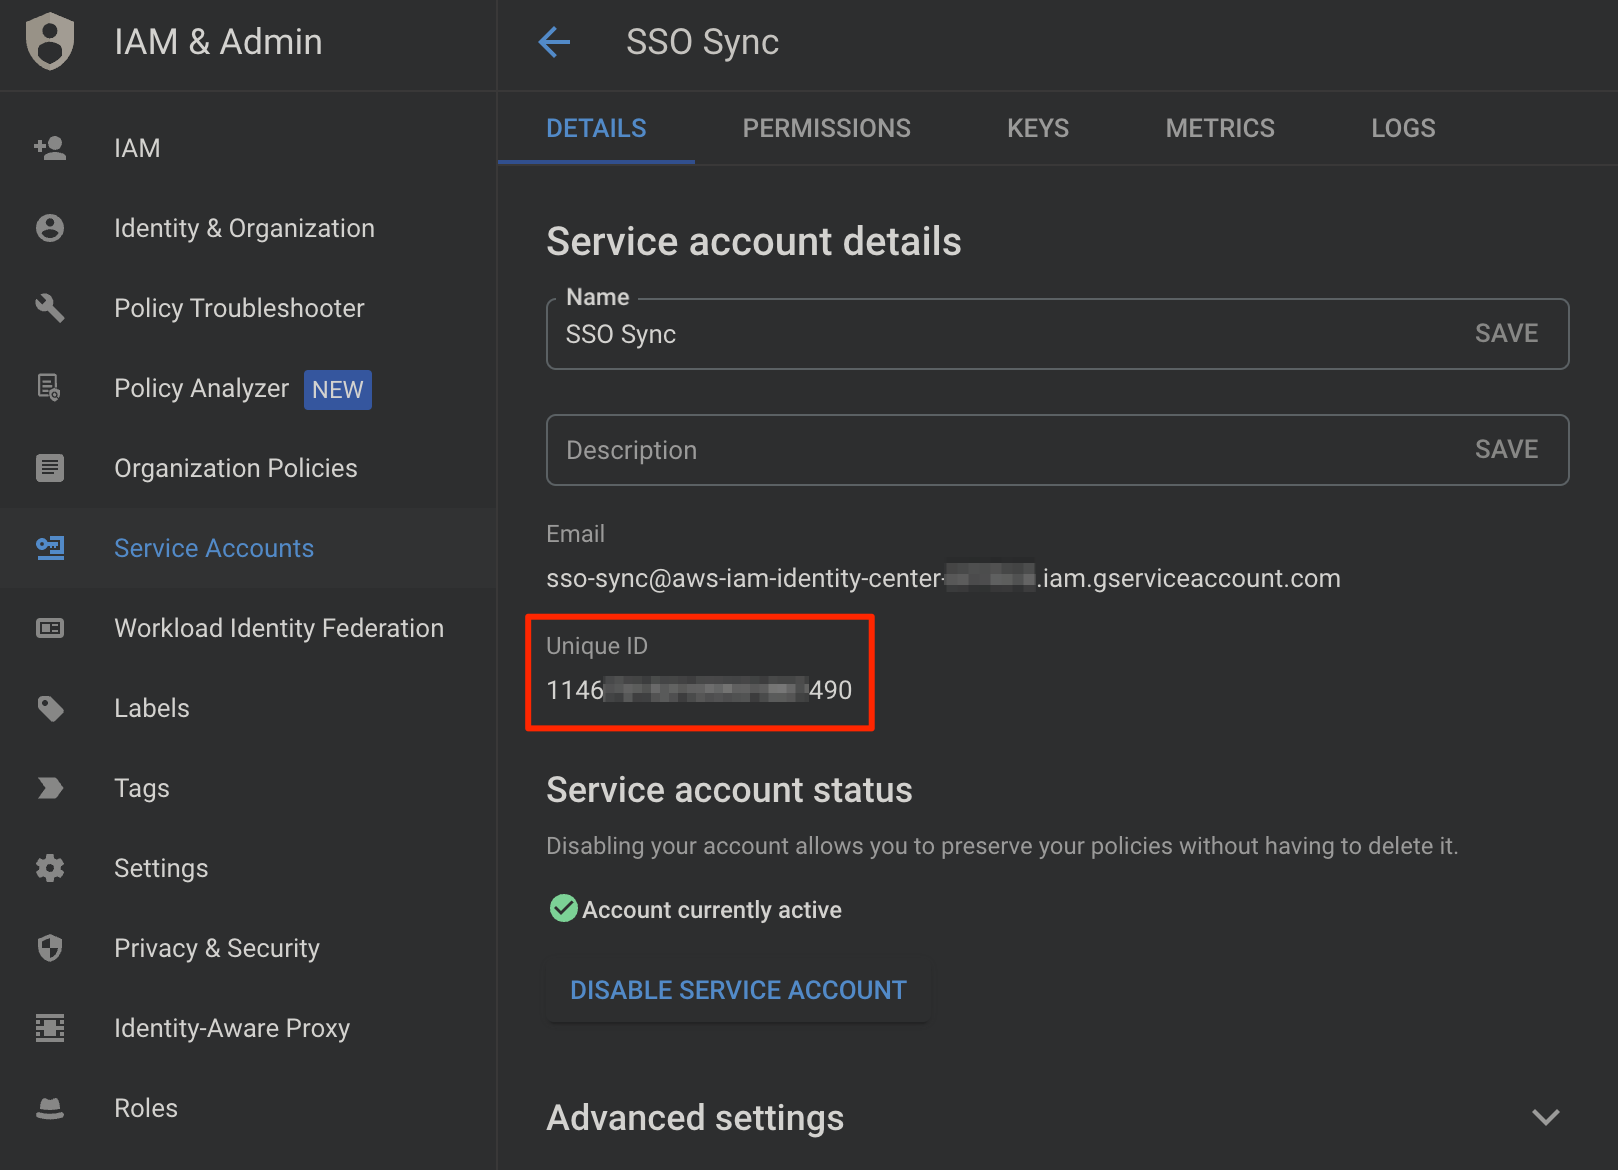 IAM & Admin
IAM
Identity & Organization
Policy Troubleshooter
Policy Analyzer NEW
Organization Policies
Service Accounts
Workload Identity Federation
Labels
Tags
Settings
Privacy & Security
Identity-Aware Proxy
Roles
SSO Sync
DETAILS PERMISSIONS KEYS METRICS LOGS
Service account details
Name
SSO Sync SAVE
Description SAVE
Email
sso-sync@aws-iam-identity-center- .iam.gserviceaccount.com
Unique ID
1146 490
Service account status
Disabling your account allows you to preserve your policies without having to delete it.
Account currently active
DISABLE SERVICE ACCOUNT
Advanced settings